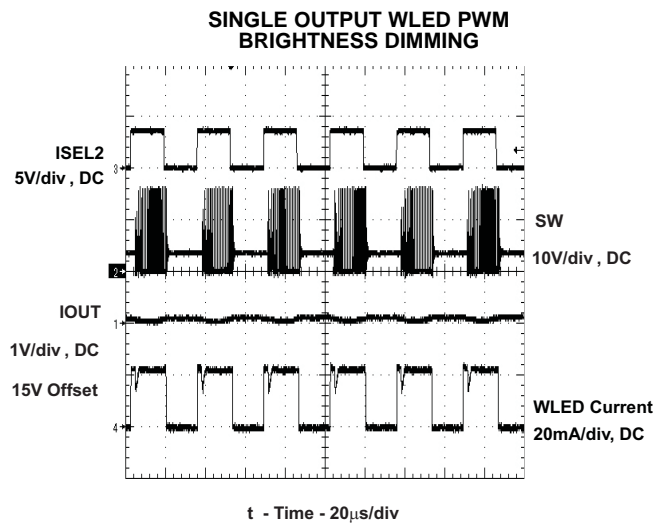 SINGLE OUTPUT WLED PWM
BRIGHTNESS DIMMING
ISEL2
5V/div , DC
3
SW
10V/div , DC
2
IOUT
1
1V/div , DC
15V Offset
4
WLED Current
20mA/div, DC
t - Time - 20μs/div